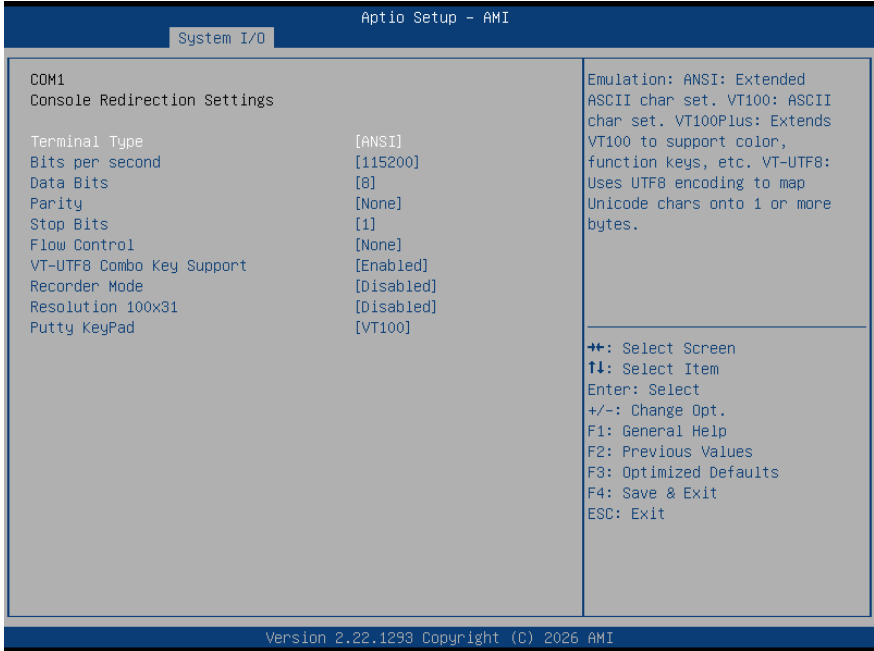 Aptio Setup – AMI
System I/O
COM1
Console Redirection Settings
Terminal Type [ANSI]
Bits per second [115200]
Data Bits [8]
Parity [None]
Stop Bits [1]
Flow Control [None]
VT-UTF8 Combo Key Support [Enabled]
Recorder Mode [Disabled]
Resolution 100x31 [Disabled]
Putty KeyPad [VT100]
Emulation: ANSI: Extended
ASCII char set. VT100: ASCII
char set. VT100Plus: Extends
VT100 to support color,
function keys, etc. VT-UTF8:
Uses UTF8 encoding to map
Unicode chars onto 1 or more
bytes.
→←: Select Screen
↑↓: Select Item
Enter: Select
+/-: Change Opt.
F1: General Help
F2: Previous Values
F3: Optimized Defaults
F4: Save & Exit
ESC: Exit
Version 2.22.1293 Copyright (C) 2026 AMI